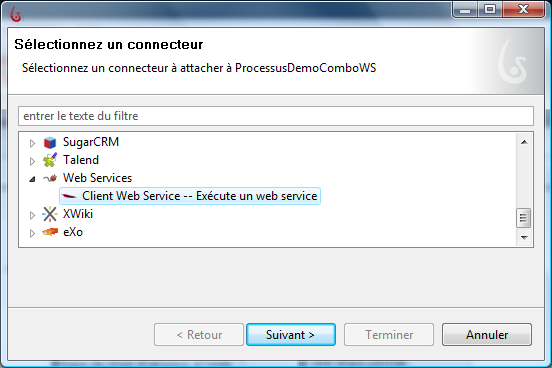 Sélectionnez un connecteur
Sélectionnez un connecteur à attacher à ProcessusDemoComboWS
entrer le texte du filtre
SugarCRM
Talend
Web Services
Client Web Service -- Exécute un web service
XWiki
eXo
< Retour Suivant > Terminer Annuler